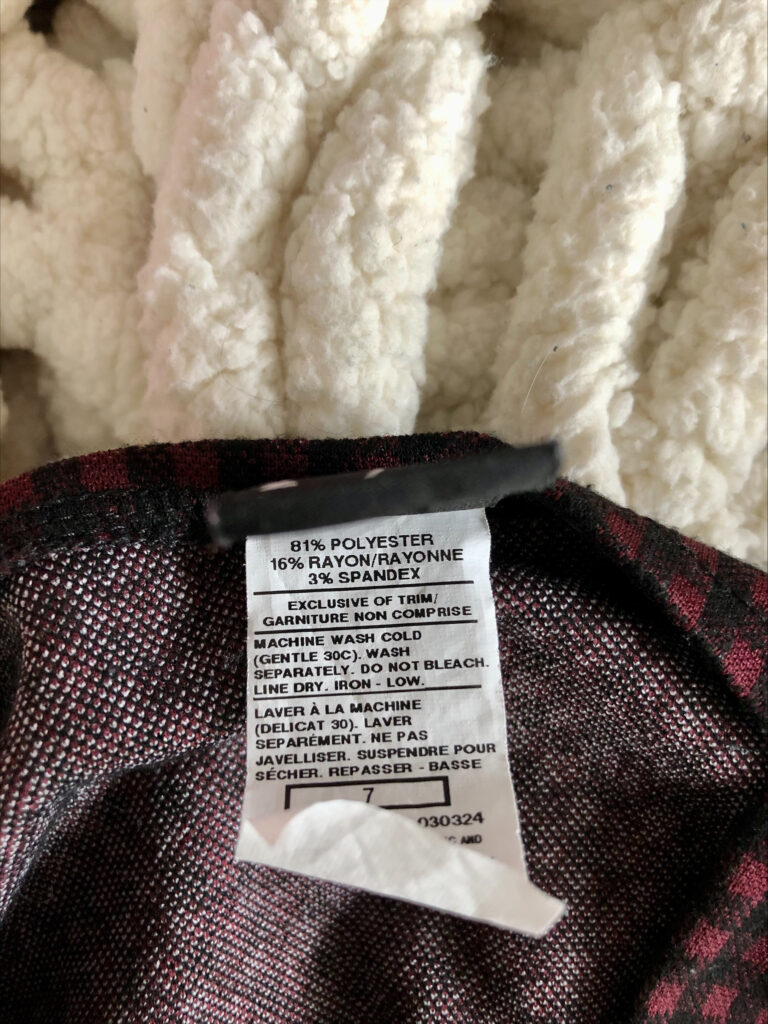 81% POLYESTER
16% RAYON/RAYONNE
3% SPANDEX
EXCLUSIVE OF TRIM/
GARNITURE NON COMPRISE
MACHINE WASH COLD
(GENTLE 30C). WASH
SEPARATELY. DO NOT BLEACH.
LINE DRY. IRON - LOW.
LAVER À LA MACHINE
(DELICAT 30). LAVER
SEPARÉMENT. NE PAS
JAVELLISER. SUSPENDRE POUR
SÉCHER. REPASSER - BASSE
7
030324
AND